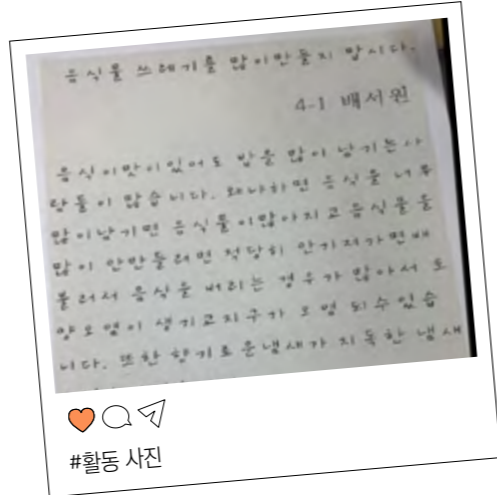 음식물 쓰레기를 많이만들지 맙시다.
4-1 배서원
음식이맛이있어도 밥을 많이 남기는사
람들이 많습니다. 왜냐하면 음식을 너무
많이남기면 음식물이많아지고음식물을
많이 안만들려면 적당히 안가져가면배
불러서 음식을 버리는 경우가 많아서 토
양오염이 생기고지구가 오염 되수있습
니다. 또한 향기로운냄새가 지독한 냄새
#활동 사진